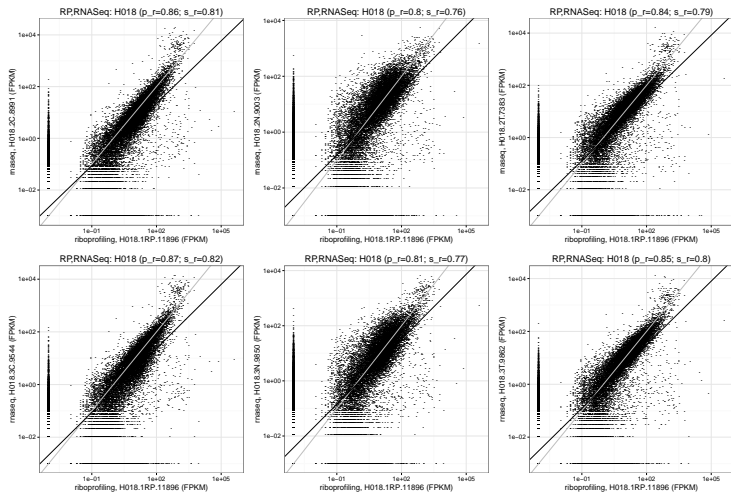 RP,RNASeq: H018 (p_r=0.86; s_r=0.81)
RP,RNASeq: H018 (p_r=0.8; s_r=0.76)
RP,RNASeq: H018 (p_r=0.84; s_r=0.79)
rnaseq, H018.2C.8991 (FPKM)
1e+04
1e+02
1e+00
1e−02
1e−01
1e+02
1e+05
riboprofiling, H018.1RP.11896 (FPKM)
rnaseq, H018.2N.9003 (FPKM)
1e+04
1e+02
1e+00
1e−02
1e−01
1e+02
1e+05
riboprofiling, H018.1RP.11896 (FPKM)
rnaseq, H018.2T.7383 (FPKM)
1e+04
1e+02
1e+00
1e−02
1e−01
1e+02
1e+05
riboprofiling, H018.1RP.11896 (FPKM)
RP,RNASeq: H018 (p_r=0.87; s_r=0.82)
RP,RNASeq: H018 (p_r=0.81; s_r=0.77)
RP,RNASeq: H018 (p_r=0.85; s_r=0.8)
rnaseq, H018.3C.9544 (FPKM)
1e+04
1e+02
1e+00
1e−02
1e−01
1e+02
1e+05
riboprofiling, H018.1RP.11896 (FPKM)
rnaseq, H018.3N.9850 (FPKM)
1e+04
1e+02
1e+00
1e−02
1e−01
1e+02
1e+05
riboprofiling, H018.1RP.11896 (FPKM)
rnaseq, H018.3T.9862 (FPKM)
1e+04
1e+02
1e+00
1e−02
1e−01
1e+02
1e+05
riboprofiling, H018.1RP.11896 (FPKM)